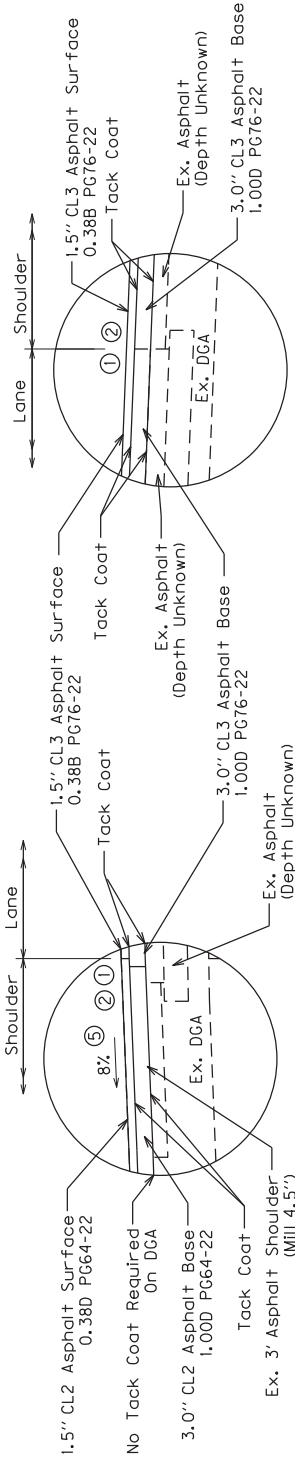 Shoulder
Lane
1.5" CL2 Asphalt Surface
0.38D PG64-22
No Tack Coat Required
On DGA
3.0" CL2 Asphalt Base
1.00D PG64-22
Tack Coat
Ex. 3' Asphalt Shoulder
(Mill 4.5")
8%
5
2
1
Ex. DGA
1.5" CL3 Asphalt Surface
0.38B PG76-22
Tack Coat
3.0" CL3 Asphalt Base
1.00D PG76-22
Ex. Asphalt
(Depth Unknown)
Lane
Shoulder
Tack Coat
Ex. Asphalt
(Depth Unknown)
1
2
Ex. DGA
1.5" CL3 Asphalt Surface
0.38B PG76-22
Tack Coat
Ex. Asphalt
(Depth Unknown)
3.0" CL3 Asphalt Base
1.00D PG76-22